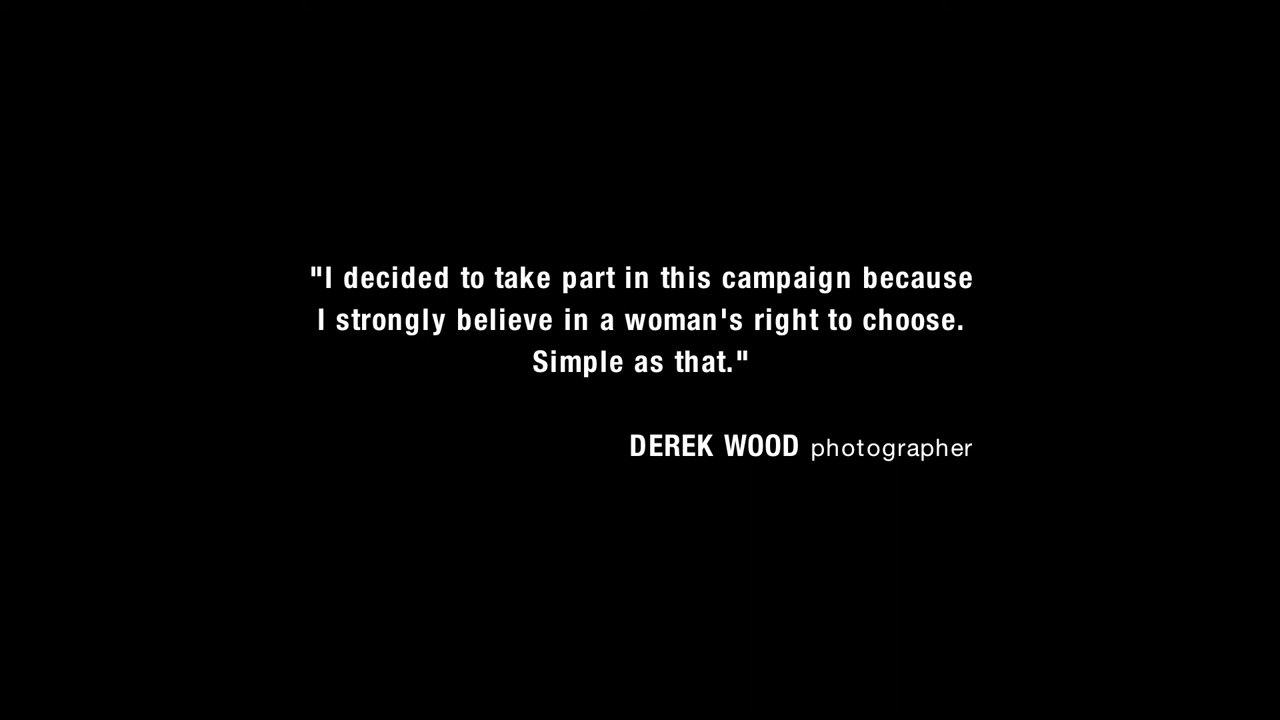 "I decided to take part in this campaign because
I strongly believe in a woman's right to choose.
Simple as that."
DEREK WOOD photographer